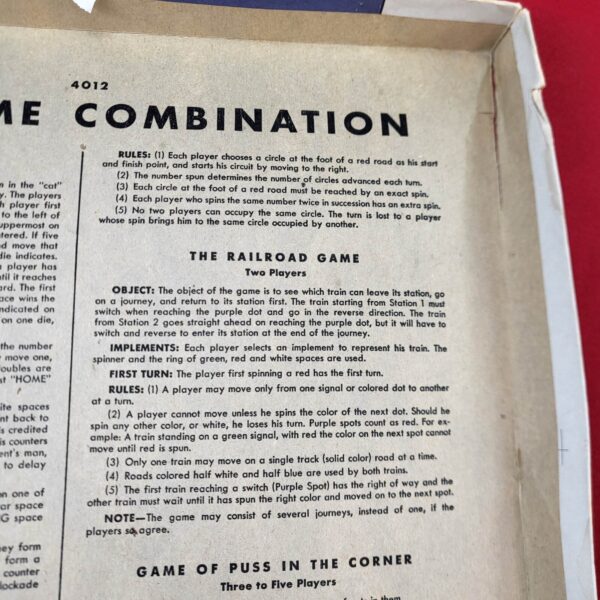 4012
ME COMBINATION
n in the "cat"
y. The players
h player first
to the left of
uppermost on
tered. If five
d move that
die indicates.
a player has
til it reaches
ard. The first
ace wins the
indicated on
on one die,
the number
move one,
oubles are
st "HOME"
ite spaces
nt back to
is credited
is counters
ent's man,
to delay
on one of
ar space
G space
ey form
form a
counter
lockade
RULES: (1) Each player chooses a circle at the foot of a red road as his start
and finish point, and starts his circuit by moving to the right.
(2) The number spun determines the number of circles advanced each turn.
(3) Each circle at the foot of a red road must be reached by an exact spin.
(4) Each player who spins the same number twice in succession has an extra spin.
(5) No two players can occupy the same circle. The turn is lost to a player
whose spin brings him to the same circle occupied by another.
THE RAILROAD GAME
Two Players
OBJECT: The object of the game is to see which train can leave its station, go
on a journey, and return to its station first. The train starting from Station 1 must
switch when reaching the purple dot and go in the reverse direction. The train
from Station 2 goes straight ahead on reaching the purple dot, but it will have to
switch and reverse to enter its station at the end of the journey.
IMPLEMENTS: Each player selects an implement to represent his train. The
spinner and the ring of green, red and white spaces are used.
FIRST TURN: The player first spinning a red has the first turn.
RULES: (1) A player may move only from one signal or colored dot to another
at a turn.
(2) A player cannot move unless he spins the color of the next dot. Should he
spin any other color, or white, he loses his turn. Purple spots count as red. For ex-
ample: A train standing on a green signal, with red the color on the next spot cannot
move until red is spun.
(3) Only one train may move on a single track (solid color) road at a time.
(4) Roads colored half white and half blue are used by both trains.
(5) The first train reaching a switch (Purple Spot) has the right of way and the
other train must wait until it has spun the right color and moved on to the next spot.
NOTE—The game may consist of several journeys, instead of one, if the
players so agree.
GAME OF PUSS IN THE CORNER
Three to Five Players
in them